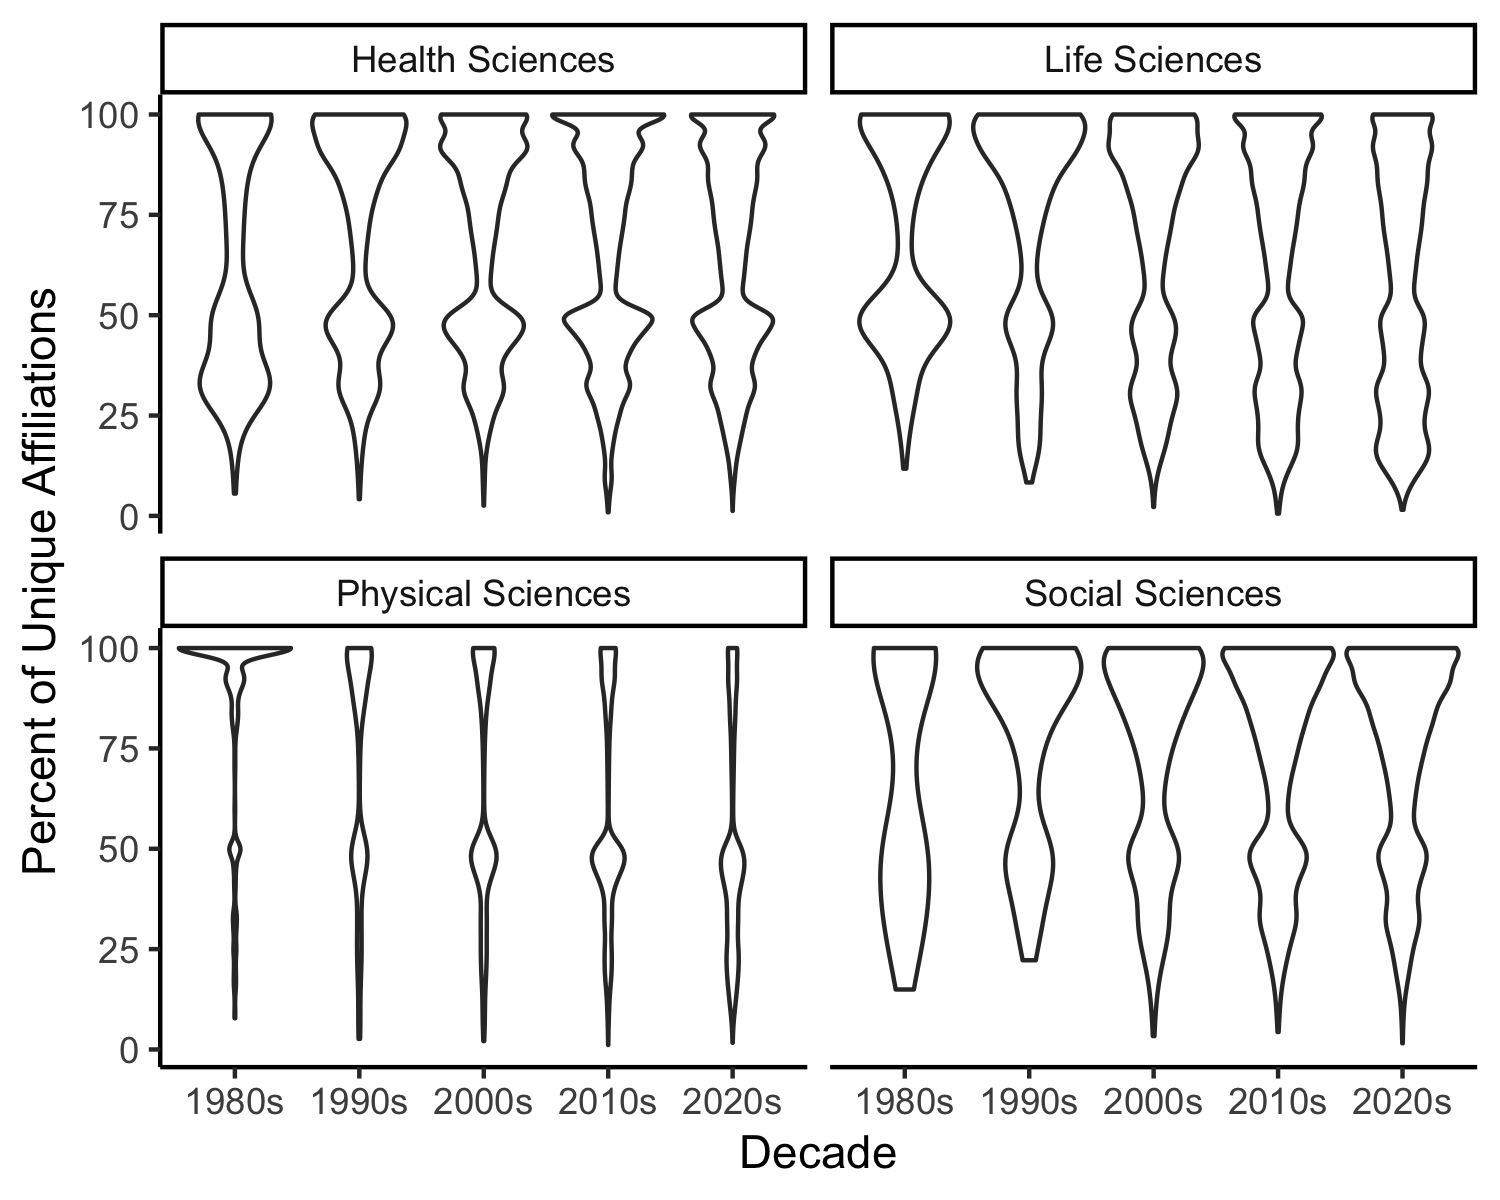 Health Sciences
Life Sciences
100
75
50
25
0
Physical Sciences
Social Sciences
100
75
50
25
0
Percent of Unique Affiliations
1980s 1990s 2000s 2010s 2020s 1980s 1990s 2000s 2010s 2020s
Decade